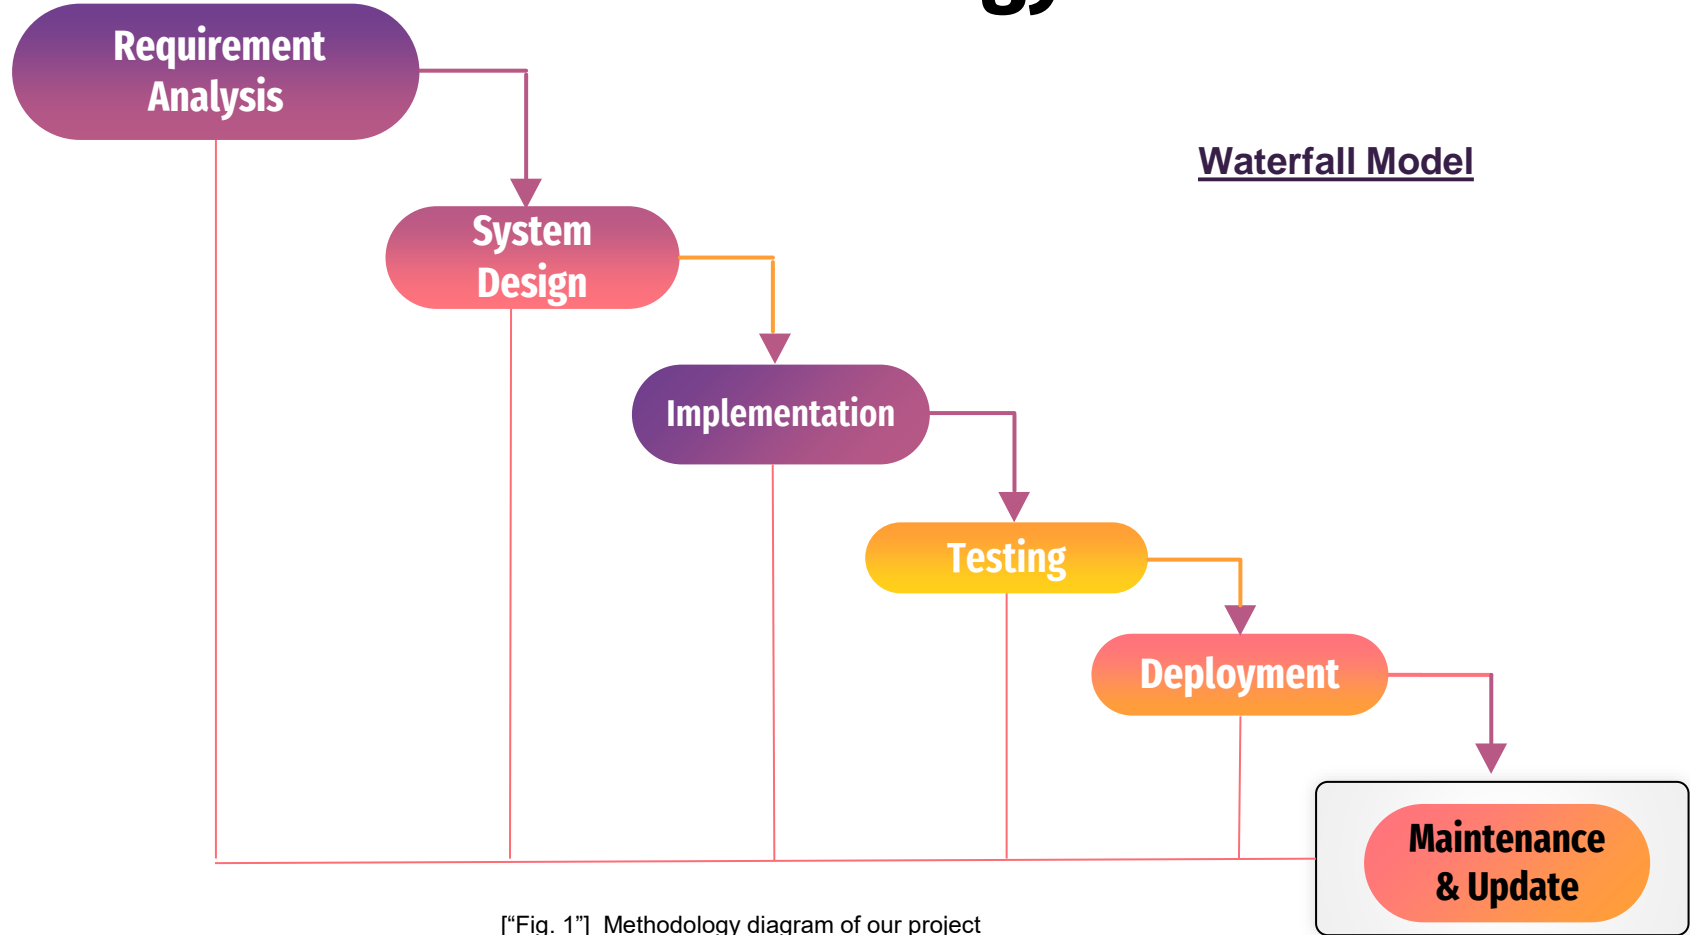 Requirement
Analysis
Waterfall Model
System
Design
Implementation
Testing
Deployment
Maintenance
& Update
[“Fig. 1”]  Methodology diagram of our project